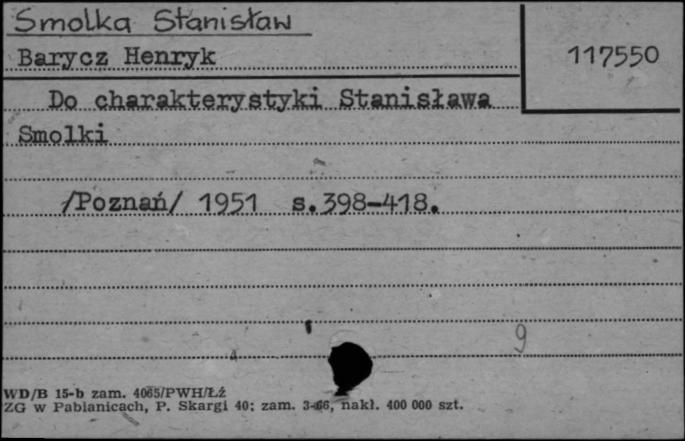 Smolka Stanisław
Barycz Henryk
117550
Do charakterystyki Stanisława
Smolki
/Poznań/ 1951 s.398-418.
9
WD/B 15-b zam. 4065/PWH/Łź
ZG w Pabianicach, P. Skargi 40; zam. 3-66, nakł. 400 000 szt.